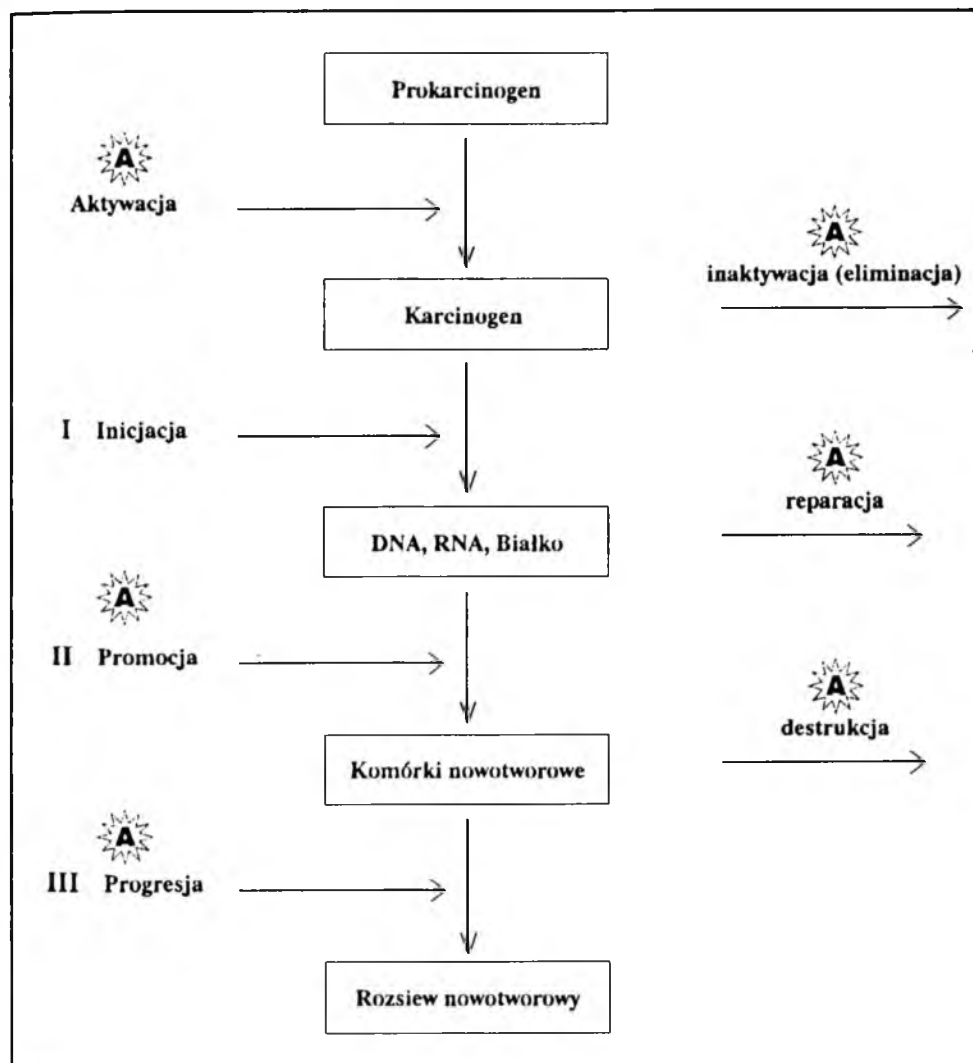 Prokarcinogen
A
Aktywacja
A
inaktywacja (eliminacja)
Karcinogen
I Inicjacja
A
reparacja
DNA, RNA, Białko
A
II Promocja
A
destrukcja
Komórki nowotworowe
A
III Progresja
Rozsiew nowotworowy